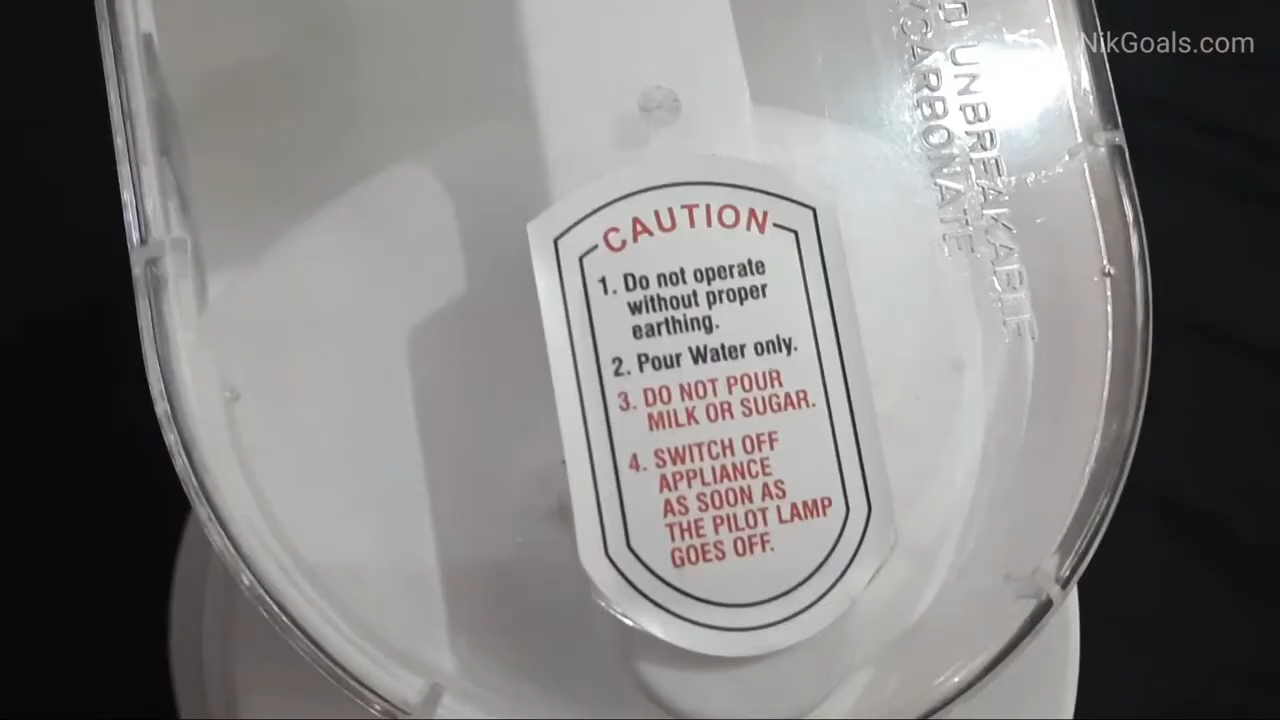 NikGoals.com
UNBREAKABLE
CAUTION
1. Do not operate
without proper
earthing.
2. Pour Water only.
3. DO NOT POUR
MILK OR SUGAR.
4. SWITCH OFF
APPLIANCE
AS SOON AS
THE PILOT LAMP
GOES OFF.